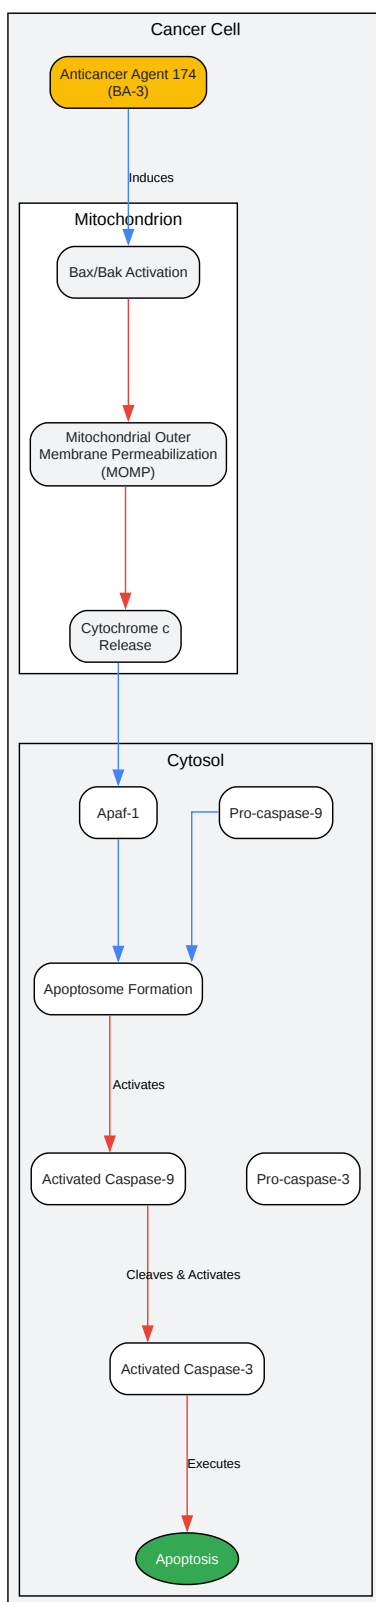 Cancer Cell
Anticancer Agent 174
(BA-3)
Induces
Mitochondrion
Bax/Bak Activation
Mitochondrial Outer
Membrane Permeabilization
(MOMP)
Cytochrome c
Release
Cytosol
Apaf-1
Pro-caspase-9
Apoptosome Formation
Activates
Activated Caspase-9
Pro-caspase-3
Cleaves & Activates
Activated Caspase-3
Executes
Apoptosis